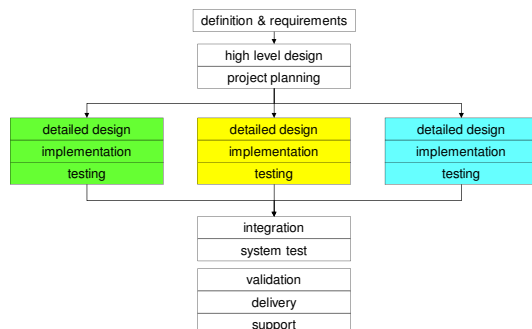 definition & requirements
high level design
project planning
detailed design
implementation
testing
detailed design
implementation
testing
detailed design
implementation
testing
integration
system test
validation
delivery
support